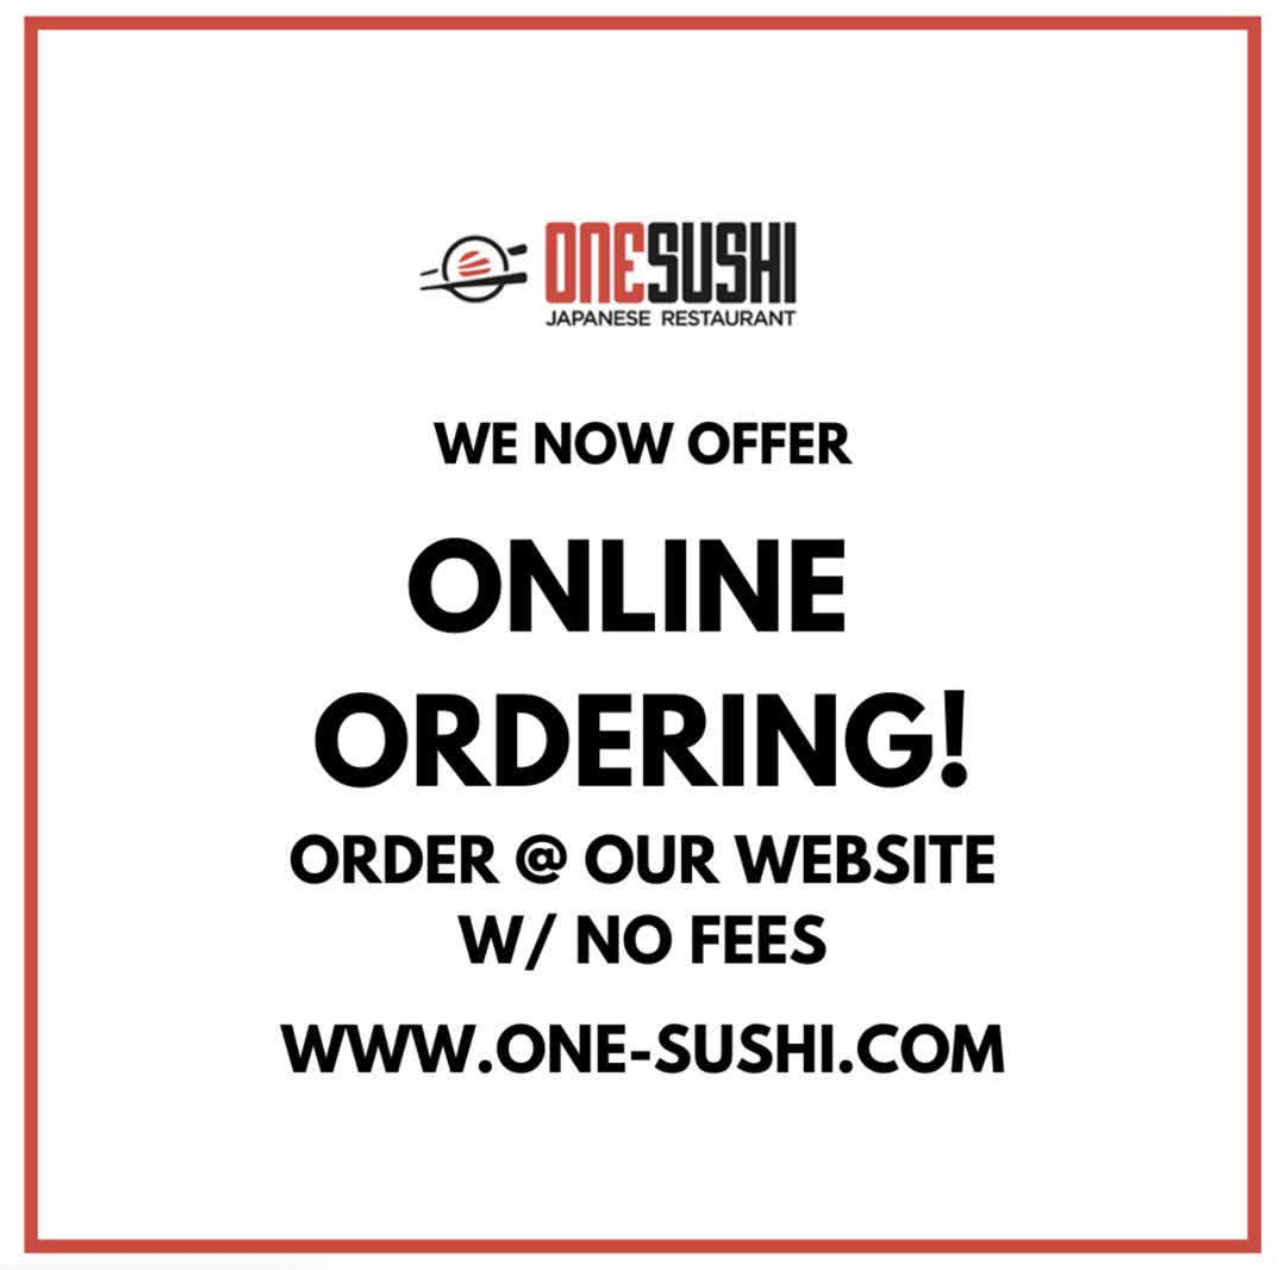 ONESUSHI
JAPANESE RESTAURANT
WE NOW OFFER
ONLINE
ORDERING!
ORDER @ OUR WEBSITE
W/ NO FEES
WWW.ONE-SUSHI.COM